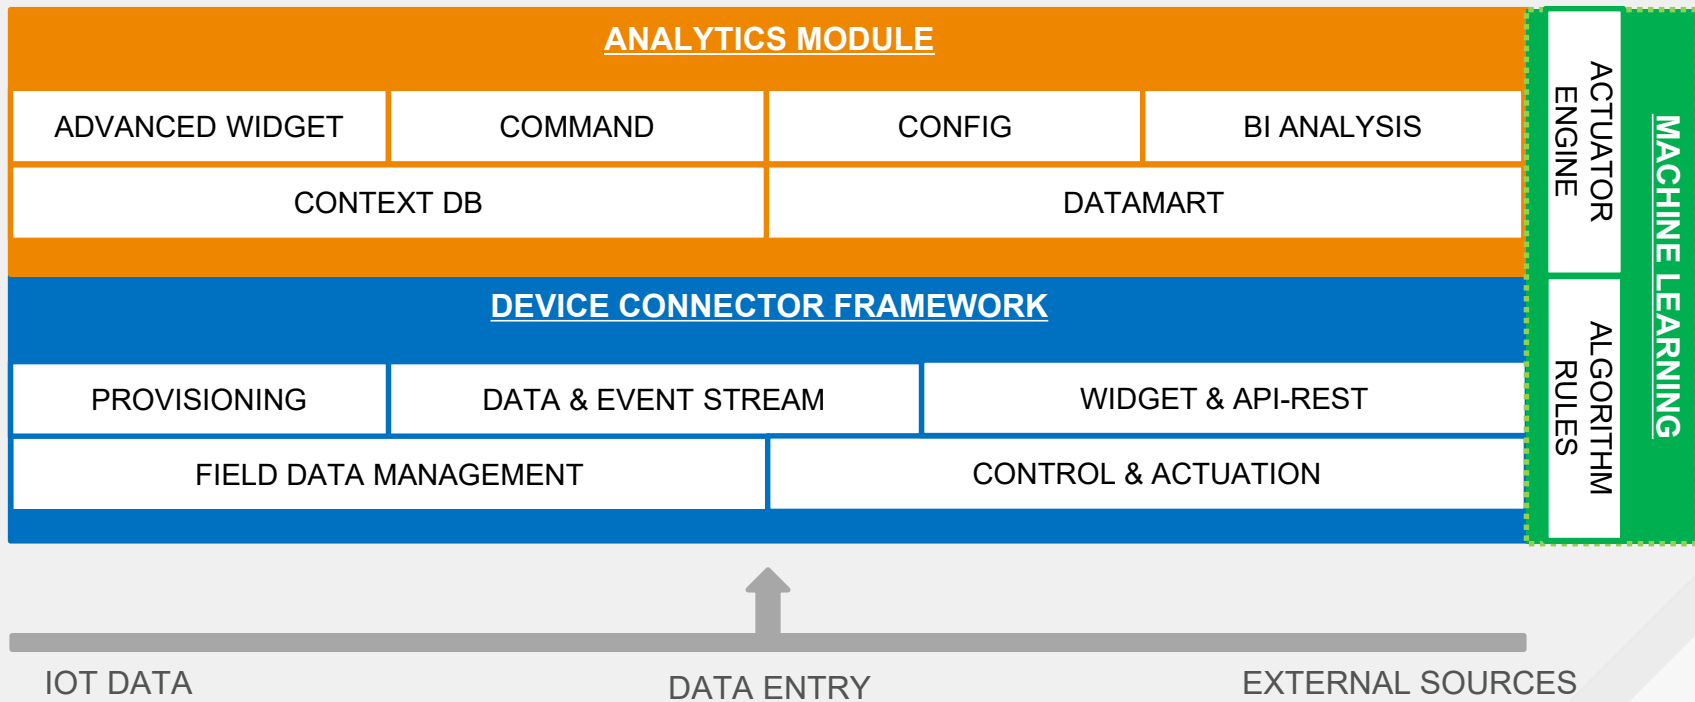 ANALYTICS MODULE
ADVANCED WIDGET
COMMAND
CONFIG
BI ANALYSIS
CONTEXT DB
DATAMART
DEVICE CONNECTOR FRAMEWORK
PROVISIONING
DATA & EVENT STREAM
WIDGET & API-REST
FIELD DATA MANAGEMENT
CONTROL & ACTUATION
ACTUATOR
ENGINE
ALGORITHM
RULES
MACHINE LEARNING
IOT DATA
DATA ENTRY
EXTERNAL SOURCES